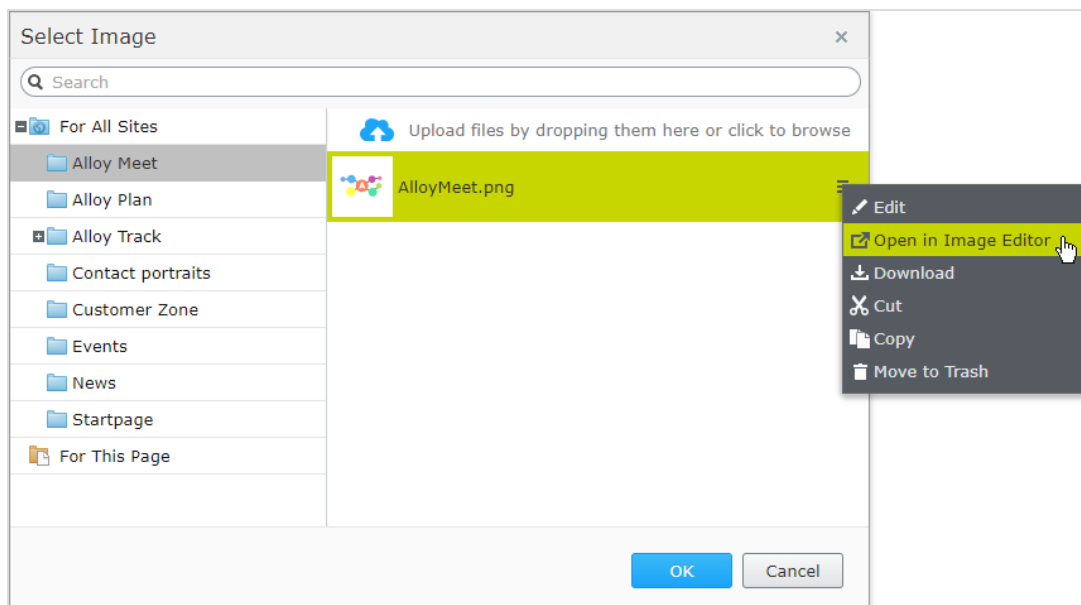 Select Image
Search
For All Sites
Alloy Meet
Alloy Plan
Alloy Track
Contact portraits
Customer Zone
Events
News
Startpage
For This Page
Upload files by dropping them here or click to browse
A
AlloyMeet.png
Edit
Open in Image Editor
Download
Cut
Copy
Move to Trash
OK
Cancel